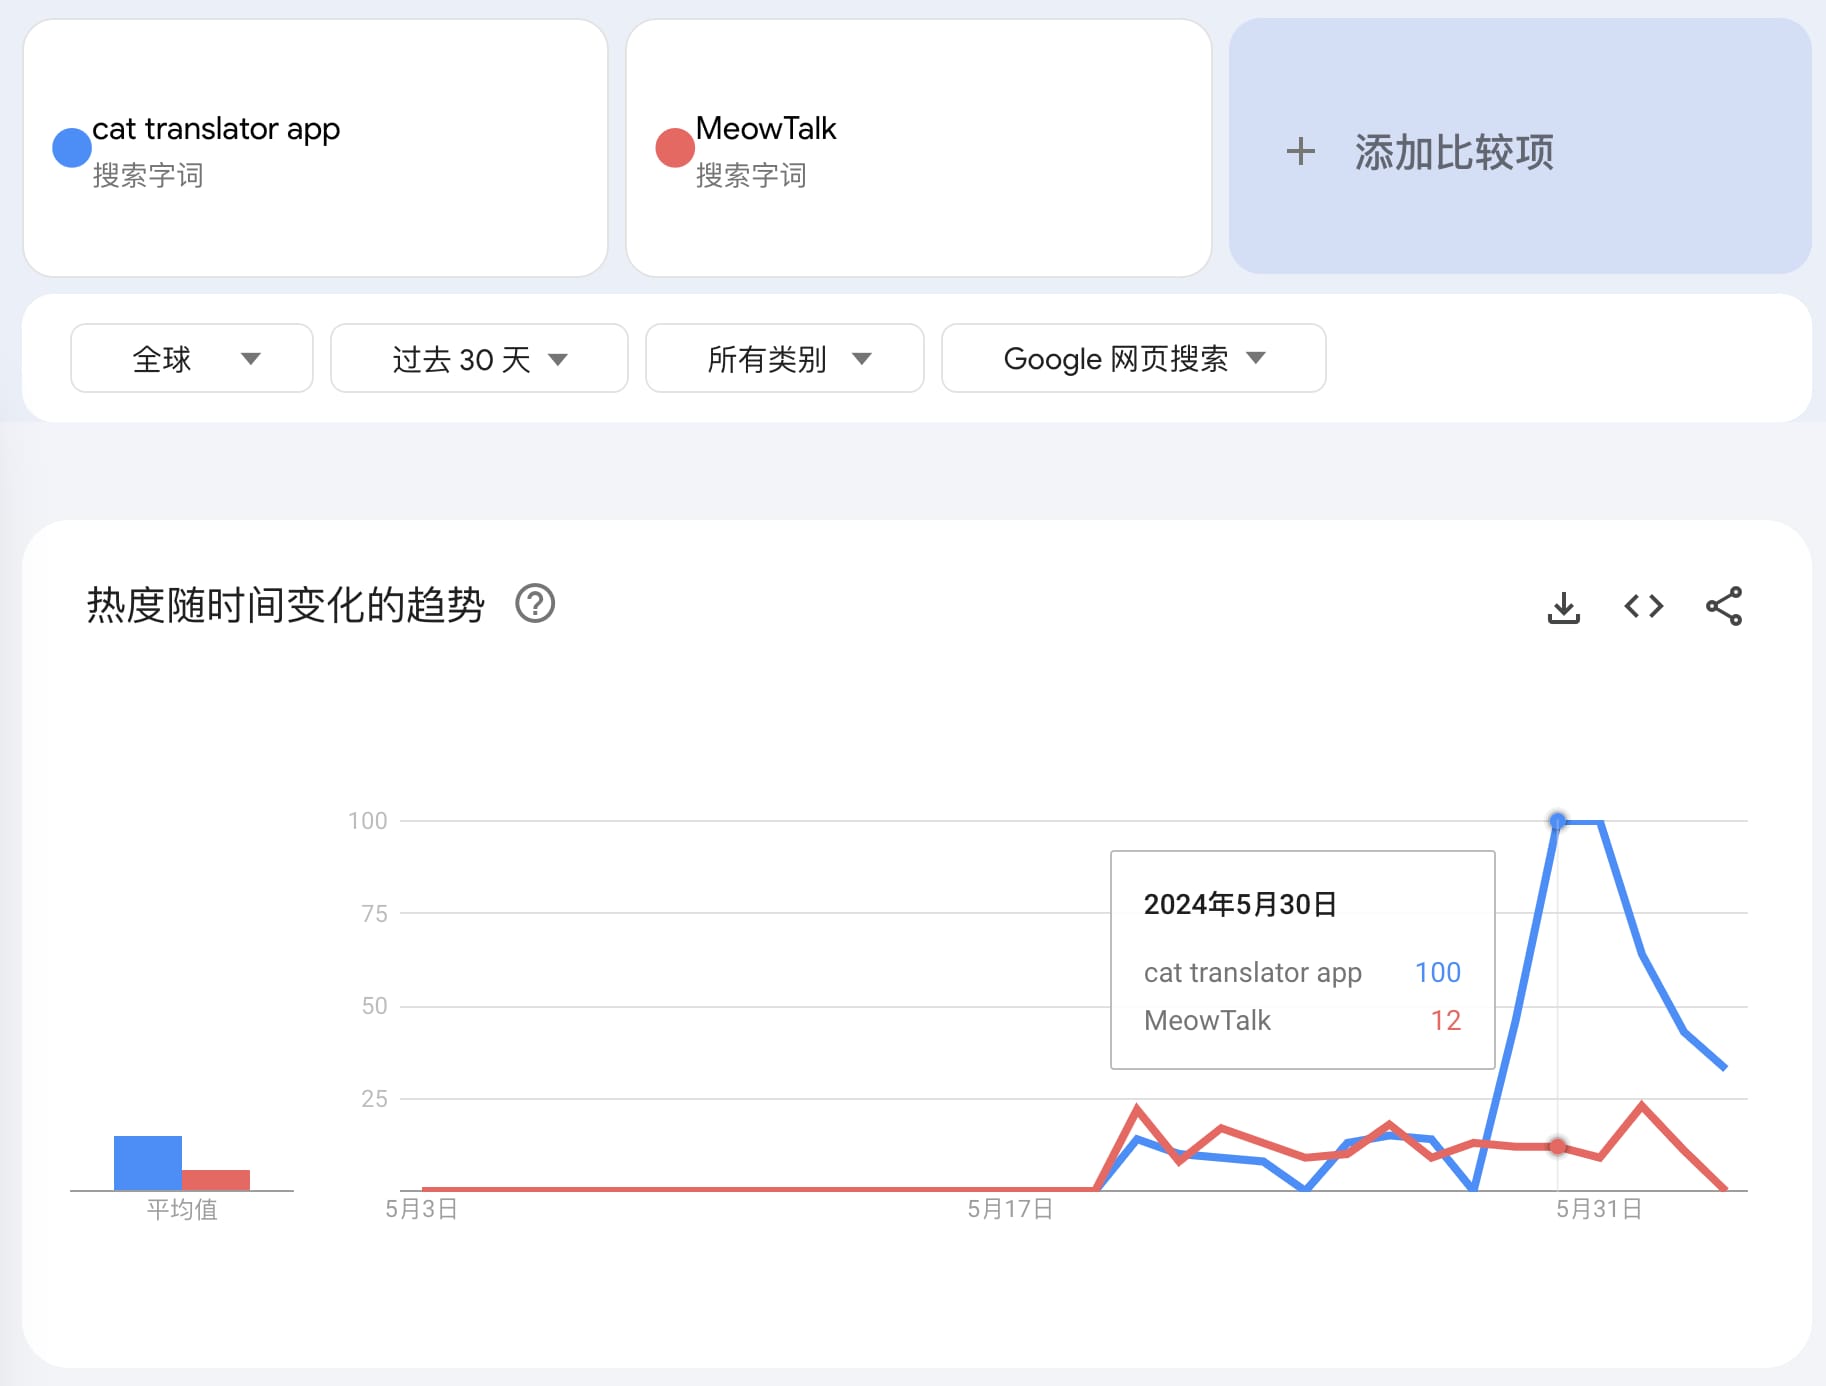 cat translator app
搜索字词
MeowTalk
搜索字词
+ 添加比较项
全球
过去 30 天
所有类别
Google 网页搜索
热度随时间变化的趋势 ?
100
75
50
25
2024年5月30日
cat translator app 100
MeowTalk 12
平均值
5月3日 5月17日 5月31日